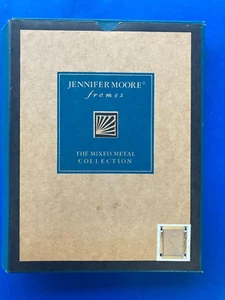 JENNIFER MOORE®
frames
THE MIXED METAL
COLLECTION